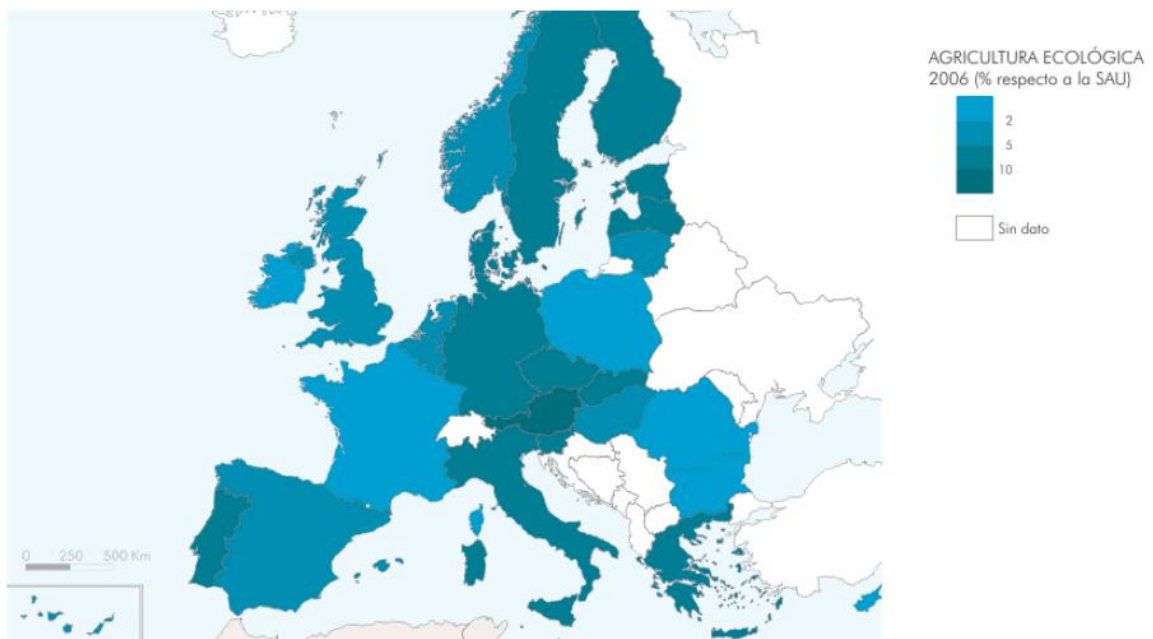 AGRICULTURA ECOLÓGICA
2006 (% respecto a la SAU)
2
5
10
Sin dato
0 250 500 Km